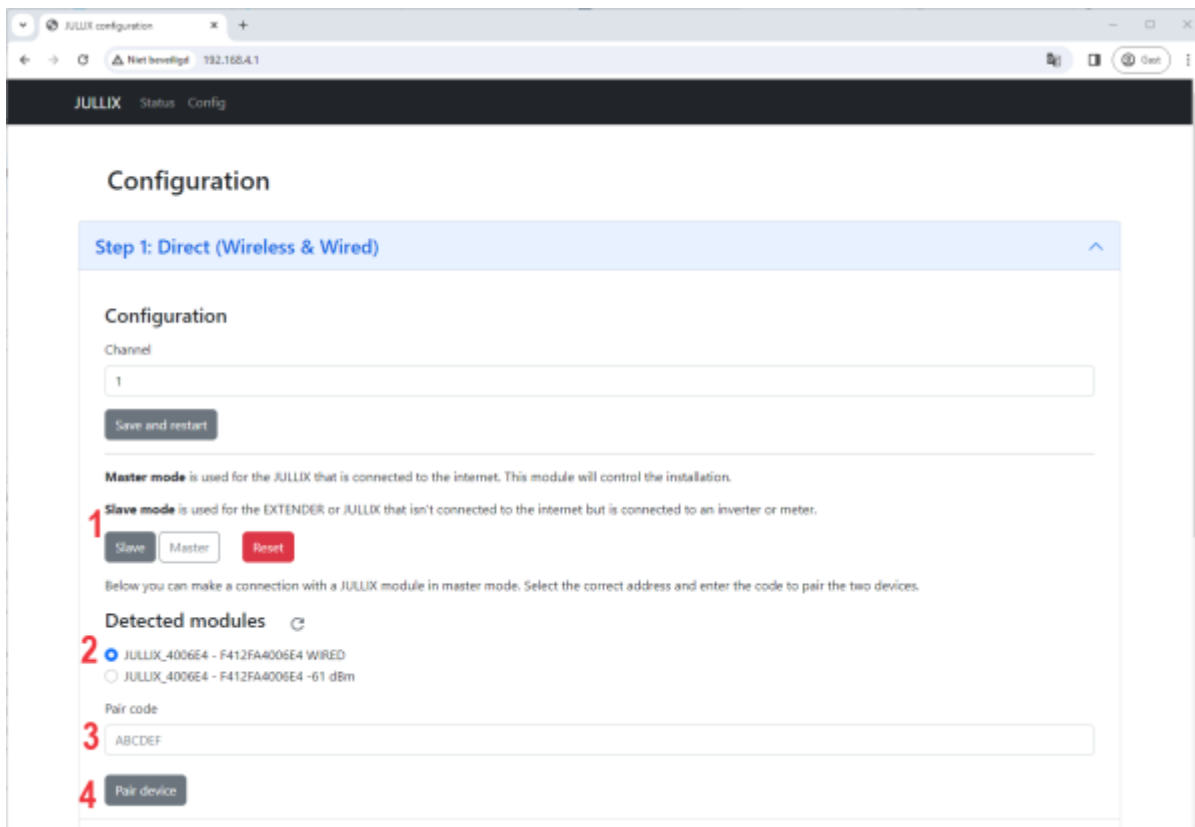 JULLIX configuration
Niet beveiligd 192.168.4.1 Gast
JULLIX Status Config
Configuration
Step 1: Direct (Wireless & Wired)
Configuration
Channel
1
Save and restart
Master mode is used for the JULLIX that is connected to the internet. This module will control the installation.
Slave mode is used for the EXTENDER or JULLIX that isn't connected to the internet but is connected to an inverter or meter.
1
Slave Master Reset
Below you can make a connection with a JULLIX module in master mode. Select the correct address and enter the code to pair the two devices.
Detected modules
2 JULLIX_4006E4 - F412FA4006E4 WIRED
JULLIX_4006E4 - F412FA4006E4 -61 dBm
Pair code
3 ABCDEF
4 Pair device